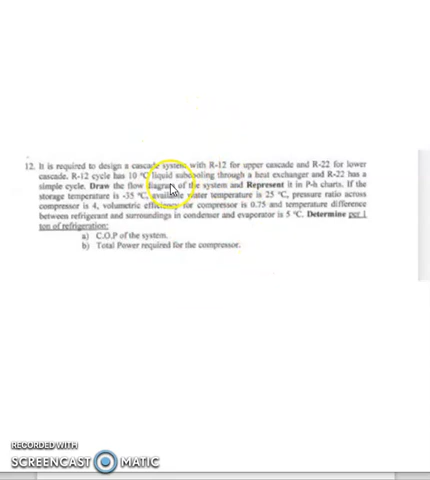 12. It is required to design a cascade system with R-12 for upper cascade and R-22 for lower
cascade. R-12 cycle has 10 °C liquid subcooling through a heat exchanger and R-22 has a
simple cycle. Draw the flow diagram of the system and Represent it in P-h charts. If the
storage temperature is -35 °C, available water temperature is 25 °C, pressure ratio across
compressor is 4, volumetric efficiency for compressor is 0.75 and temperature difference
between refrigerant and surroundings in condenser and evaporator is 5 °C. Determine per 1
ton of refrigeration:
a) C.O.P of the system.
b) Total Power required for the compressor.
RECORDED WITH
SCREENCAST MATIC